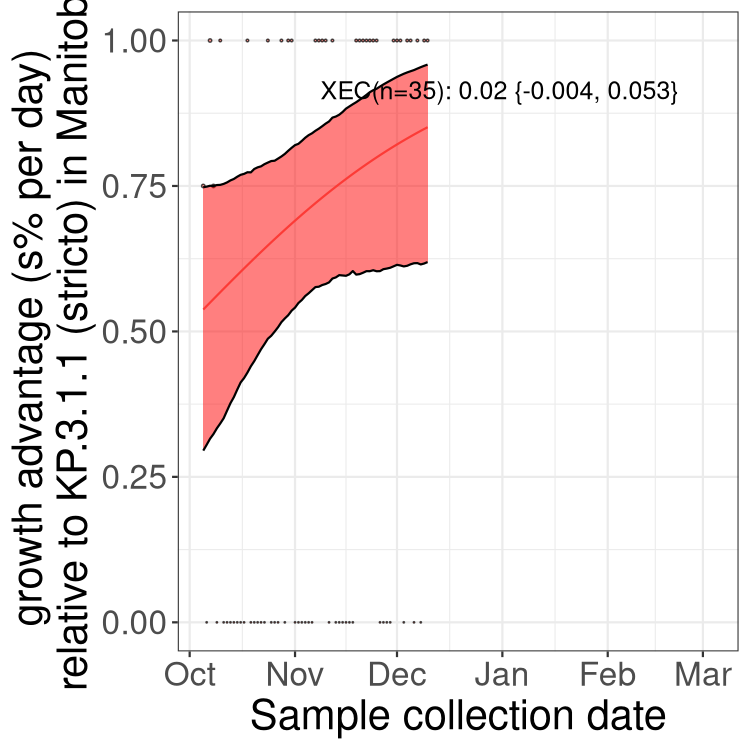 growth advantage (s% per day)
relative to KP.3.1.1 (stricto) in Manitob
1.00
0.75
0.50
0.25
0.00
XEC(n=35): 0.02 {-0.004, 0.053}
Oct Nov Dec Jan Feb Mar
Sample collection date